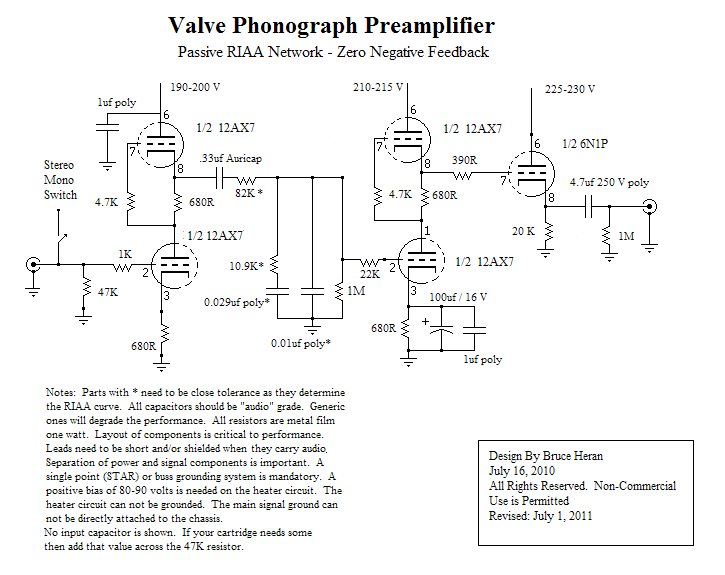 Valve Phonograph Preamplifier
Passive RIAA Network - Zero Negative Feedback
190-200 V
210-215 V
225-230 V
1uf poly
6
1/2 12AX7
7
8
.33uf Auricap
82K *
Stereo
Mono
Switch
4.7K
680R
1/2 12AX7
1K
2
47K
3
680R
10.9K*
0.029uf poly*
0.01uf poly*
1M
22K
6
1/2 12AX7
7
8
390R
4.7K
680R
1
2
1/2 12AX7
3
680R
100uf / 16 V
+
1uf poly
6
1/2 6N1P
7
8
4.7uf 250 V poly
20 K
1M
Notes: Parts with * need to be close tolerance as they determine
the RIAA curve. All capacitors should be "audio" grade. Generic
ones will degrade the performance. All resistors are metal film
one watt. Layout of components is critical to performance.
Leads need to be short and/or shielded when they carry audio.
Separation of power and signal components is important. A
single point (STAR) or buss grounding system is mandatory. A
positive bias of 80-90 volts is needed on the heater circuit. The
heater circuit can not be grounded. The main signal ground can
not be directly attached to the chassis.
No input capacitor is shown. If your cartridge needs some
then add that value across the 47K resistor.
Design By Bruce Heran
July 16, 2010
All Rights Reserved. Non-Commercial
Use is Permitted
Revised: July 1, 2011